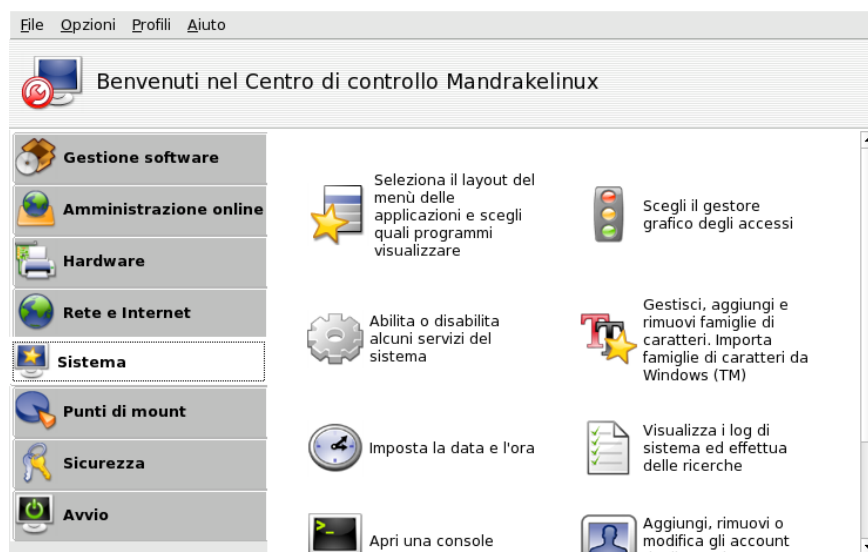 File Opzioni Profili Aiuto
Benvenuti nel Centro di controllo Mandrakelinux
Gestione software
Amministrazione online
Hardware
Rete e Internet
Sistema
Punti di mount
Sicurezza
Avvio
Seleziona il layout del
menù delle
applicazioni e scegli
quali programmi
visualizzare
Scegli il gestore
grafico degli accessi
Abilita o disabilita
alcuni servizi del
sistema
Gestisci, aggiungi e
rimuovi famiglie di
caratteri. Importa
famiglie di caratteri da
Windows (TM)
Imposta la data e l'ora
Visualizza i log di
sistema ed effettua
delle ricerche
Apri una console
Aggiungi, rimuovi o
modifica gli account